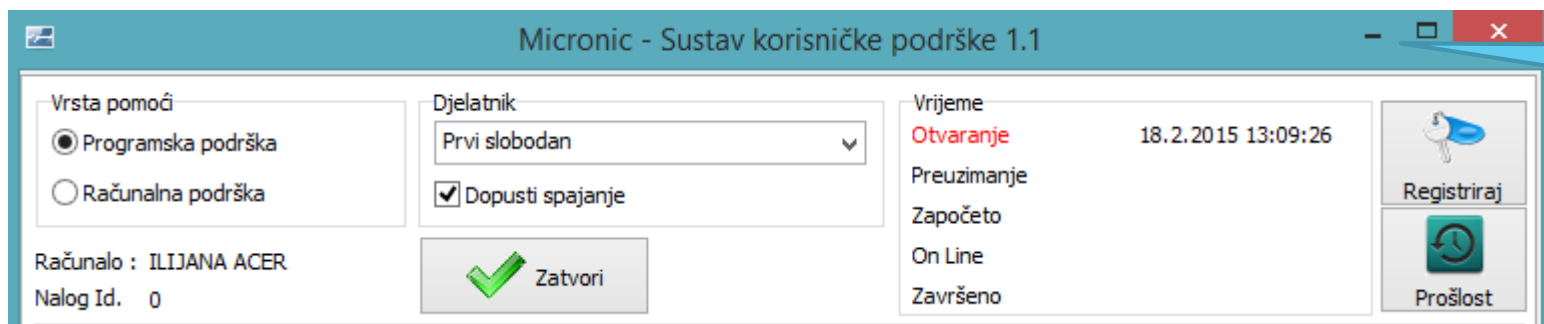 Micronic - Sustav korisničke podrške 1.1
Vrsta pomoći
Programska podrška
Računalna podrška
Djelatnik
Prvi slobodan
Dopusti spajanje
Vrijeme
Otvaranje 18.2.2015 13:09:26
Preuzimanje
Započeto
On Line
Završeno
Registriraj
Prošlost
Računalo : ILIJANA ACER
Nalog Id. 0
Zatvori